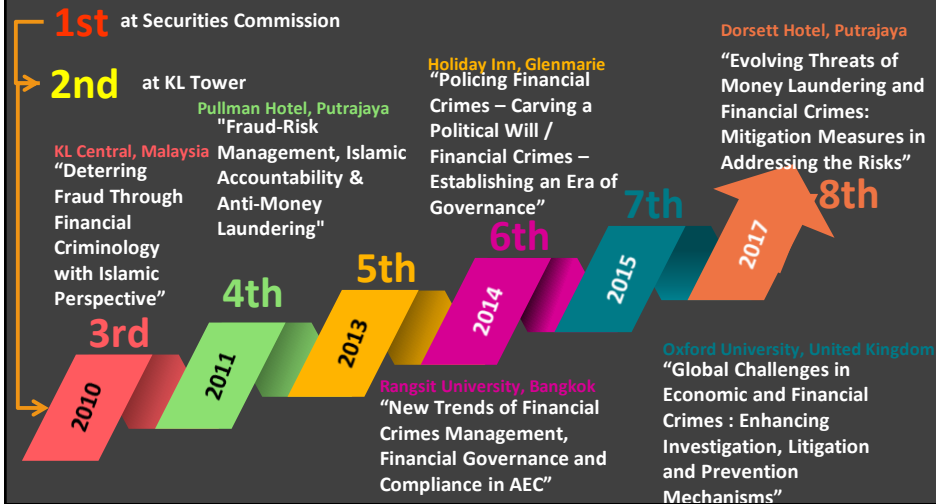 1st at Securities Commission
2nd at KL Tower
KL Central, Malaysia
“Deterring
Fraud Through
Financial
Criminology
with Islamic
Perspective”
3rd
2010
Pullman Hotel, Putrajaya
"Fraud-Risk
Management, Islamic
Accountability &
Anti-Money
Laundering"
4th
2011
Holiday Inn, Glenmarie
“Policing Financial
Crimes – Carving a
Political Will /
Financial Crimes –
Establishing an Era of
Governance”
5th
2013
6th
2014
Rangsit University, Bangkok
“New Trends of Financial
Crimes Management,
Financial Governance and
Compliance in AEC”
7th
2015
Oxford University, United Kingdom
“Global Challenges in
Economic and Financial
Crimes : Enhancing
Investigation, Litigation
and Prevention
Mechanisms”
Dorsett Hotel, Putrajaya
“Evolving Threats of
Money Laundering and
Financial Crimes:
Mitigation Measures in
Addressing the Risks”
8th
2017